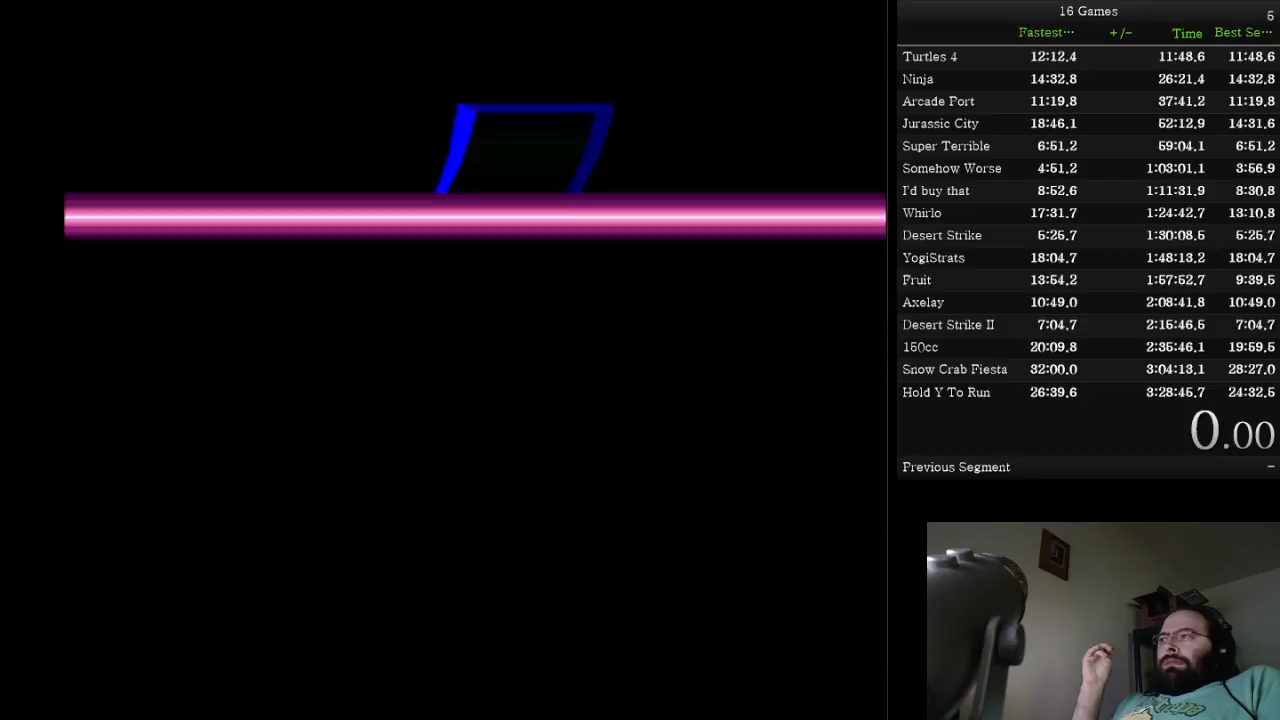 16 Games
5
Fastest… +/- Time Best Se…
Turtles 4 12:12.4 11:48.6 11:48.6
Ninja 14:32.8 26:21.4 14:32.8
Arcade Port 11:19.8 37:41.2 11:19.8
Jurassic City 18:46.1 52:12.9 14:31.6
Super Terrible 6:51.2 59:04.1 6:51.2
Somehow Worse 4:51.2 1:03:01.1 3:56.9
I'd buy that 8:52.6 1:11:31.9 8:30.8
Whirlo 17:31.7 1:24:42.7 13:10.8
Desert Strike 5:25.7 1:30:08.5 5:25.7
YogiStrats 18:04.7 1:48:13.2 18:04.7
Fruit 13:54.2 1:57:52.7 9:39.5
Axelay 10:49.0 2:08:41.8 10:49.0
Desert Strike II 7:04.7 2:15:46.5 7:04.7
150cc 20:09.8 2:35:46.1 19:59.5
Snow Crab Fiesta 32:00.0 3:04:13.1 28:27.0
Hold Y To Run 26:39.6 3:28:45.7 24:32.5
0.00
Previous Segment –